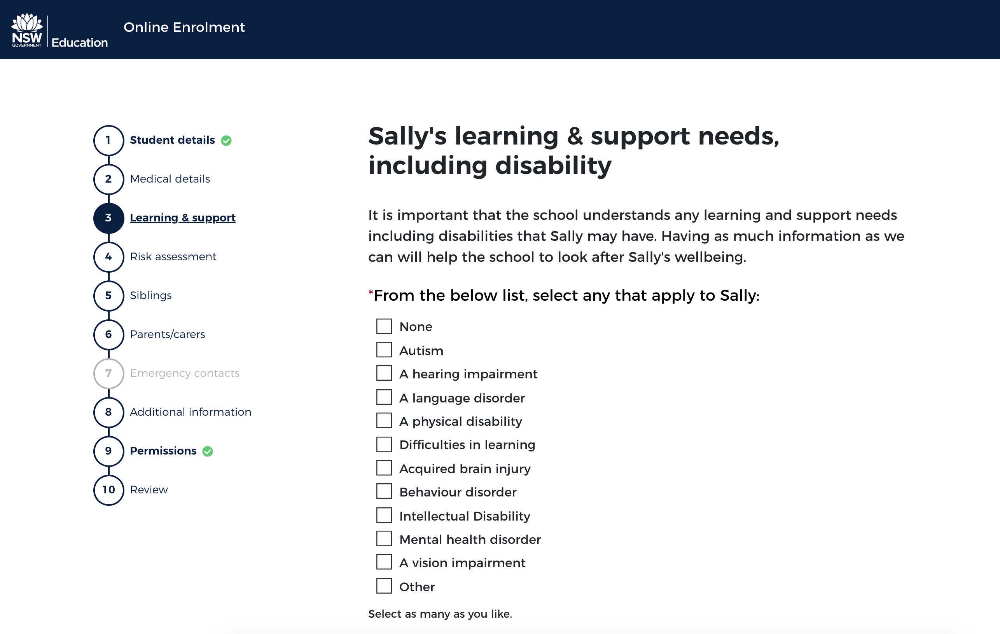 NSW
GOVERNMENT
Education
Online Enrolment
1 Student details
2 Medical details
3 Learning & support
4 Risk assessment
5 Siblings
6 Parents/carers
7 Emergency contacts
8 Additional information
9 Permissions
10 Review
Sally's learning & support needs,
including disability
It is important that the school understands any learning and support needs
including disabilities that Sally may have. Having as much information as we
can will help the school to look after Sally's wellbeing.
*From the below list, select any that apply to Sally:
None
Autism
A hearing impairment
A language disorder
A physical disability
Difficulties in learning
Acquired brain injury
Behaviour disorder
Intellectual Disability
Mental health disorder
A vision impairment
Other
Select as many as you like.